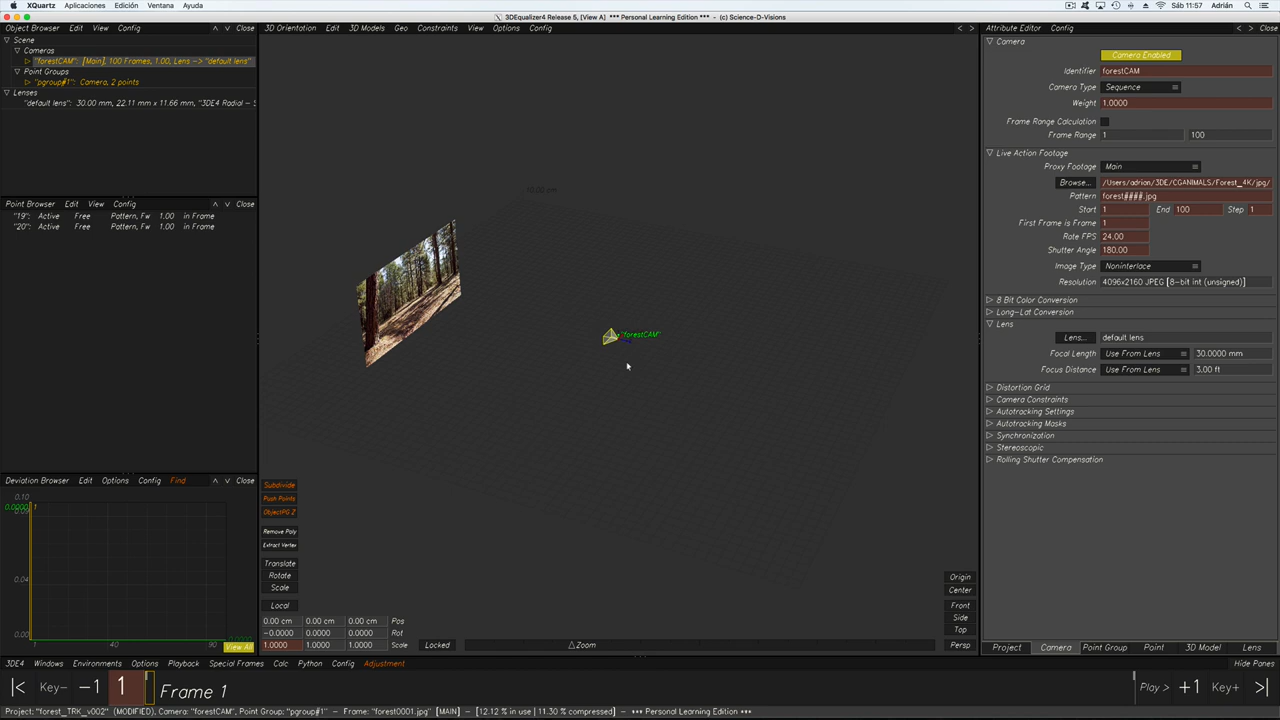 XQuartz Aplicaciones Edición Ventana Ayuda Sáb 11:57 Adrián
3DEqualizer4 Release 5, [View A] *** Personal Learning Edition *** (c) Science-D-Visions
Object Browser Edit View Config Close
Scene
Cameras
"forestCAM": [Main], 100 Frames, 1.00, Lens -> "default lens"
Point Groups
"pgroup#1": Camera, 2 points
Lenses
"default lens": 30.00 mm, 22.11 mm x 11.66 mm, "3DE4 Radial - S
Point Browser Edit View Config Close
"19": Active Free Pattern, Fw 1.00 in Frame
"20": Active Free Pattern, Fw 1.00 in Frame
Deviation Browser Edit Options Config Find Close
0.10
0.0000 1
0.04
0.00
1 40 90
View All
3D Orientation Edit 3D Models Geo Constraints View Options Config
10.00 cm
"forestCAM"
Subdivide
Push Points
ObjectPG Z
Remove Poly
Extract Vertex
Translate
Rotate
Scale
Local
0.00 cm 0.00 cm 0.00 cm Pos
-0.0000 0.0000 0.0000 Rot
1.0000 1.0000 1.0000 Scale Locked Zoom
Origin
Center
Front
Side
Top
Persp
Attribute Editor Config Close
Camera
Camera Enabled
Identifier forestCAM
Camera Type Sequence
Weight 1.0000
Frame Range Calculation
Frame Range 1 100
Live Action Footage
Proxy Footage Main
Browse... /Users/adrian/3DE/CGANIMALS/Forest_4K/jpg/
Pattern forest####.jpg
Start 1 End 100 Step 1
First Frame is Frame 1
Rate FPS 24.00
Shutter Angle 180.00
Image Type Noninterlace
Resolution 4096x2160 JPEG [8-bit int (unsigned)]
8 Bit Color Conversion
Long-Lat Conversion
Lens
Lens... default lens
Focal Length Use From Lens 30.0000 mm
Focus Distance Use From Lens 3.00 ft
Distortion Grid
Camera Constraints
Autotracking Settings
Autotracking Masks
Synchronization
Stereoscopic
Rolling Shutter Compensation
Project Camera Point Group Point 3D Model Lens
3DE4 Windows Environments Options Playback Special Frames Calc Python Config Adjustment Hide Panes
Key- -1 1 Frame 1 Play > +1 Key+
Project: "forest_TRK_v002" (MODIFIED), Camera: "forestCAM", Point Group: "pgroup#1" - Frame: "forest0001.jpg" [MAIN] - [12.12 % in use | 11.30 % compressed] - *** Personal Learning Edition ***